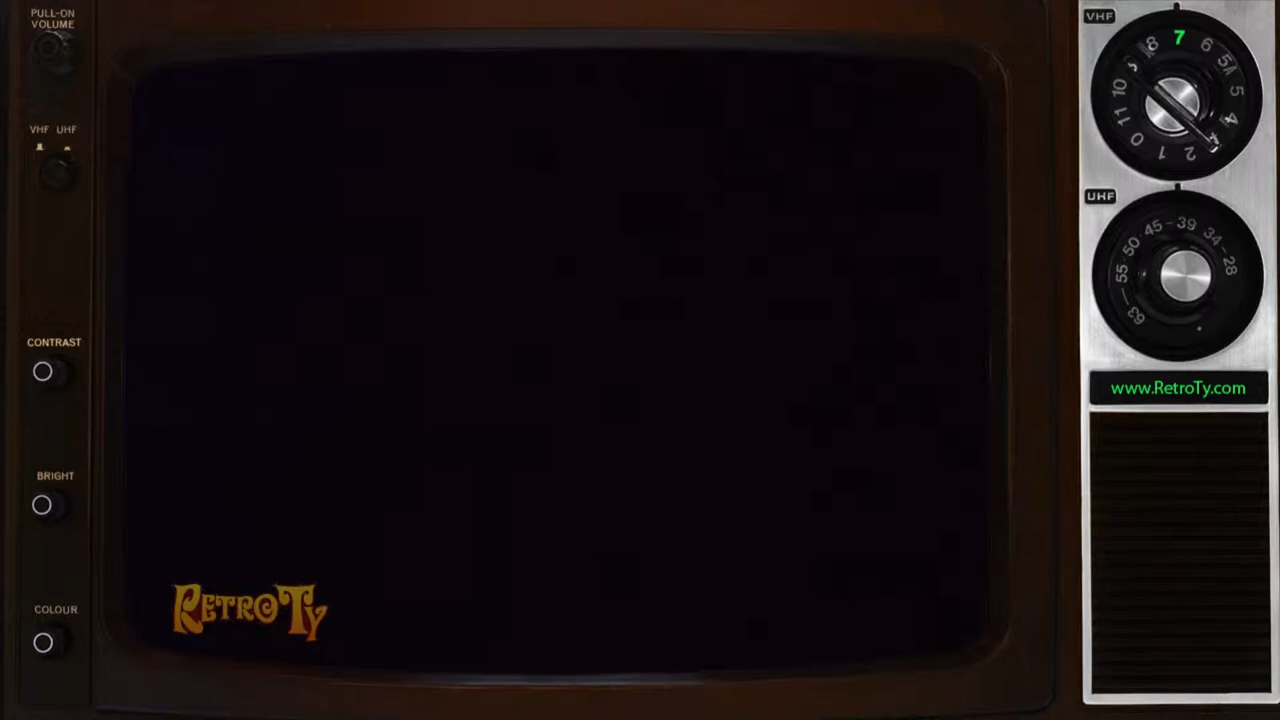 PULL-ON
VOLUME
VHF UHF
CONTRAST
BRIGHT
COLOUR
RETROTY
VHF
8 7 6 5A 5 4 2 1 0 11 10
UHF
63 55 50 45 39 34 28
www.RetroTy.com